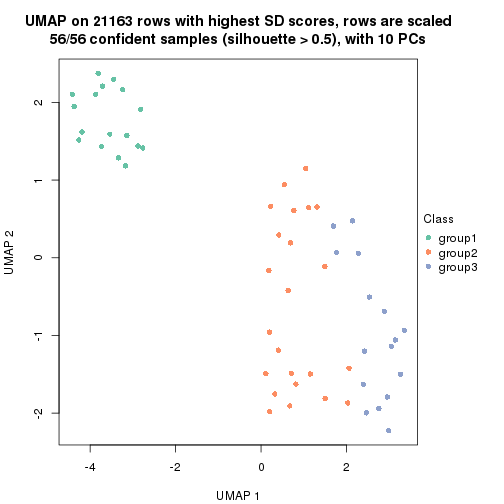 UMAP on 21163 rows with highest SD scores, rows are scaled
56/56 confident samples (silhouette > 0.5), with 10 PCs
2
1
0
-1
-2
UMAP 2
-4
-2
0
2
UMAP 1
Class
group1
group2
group3